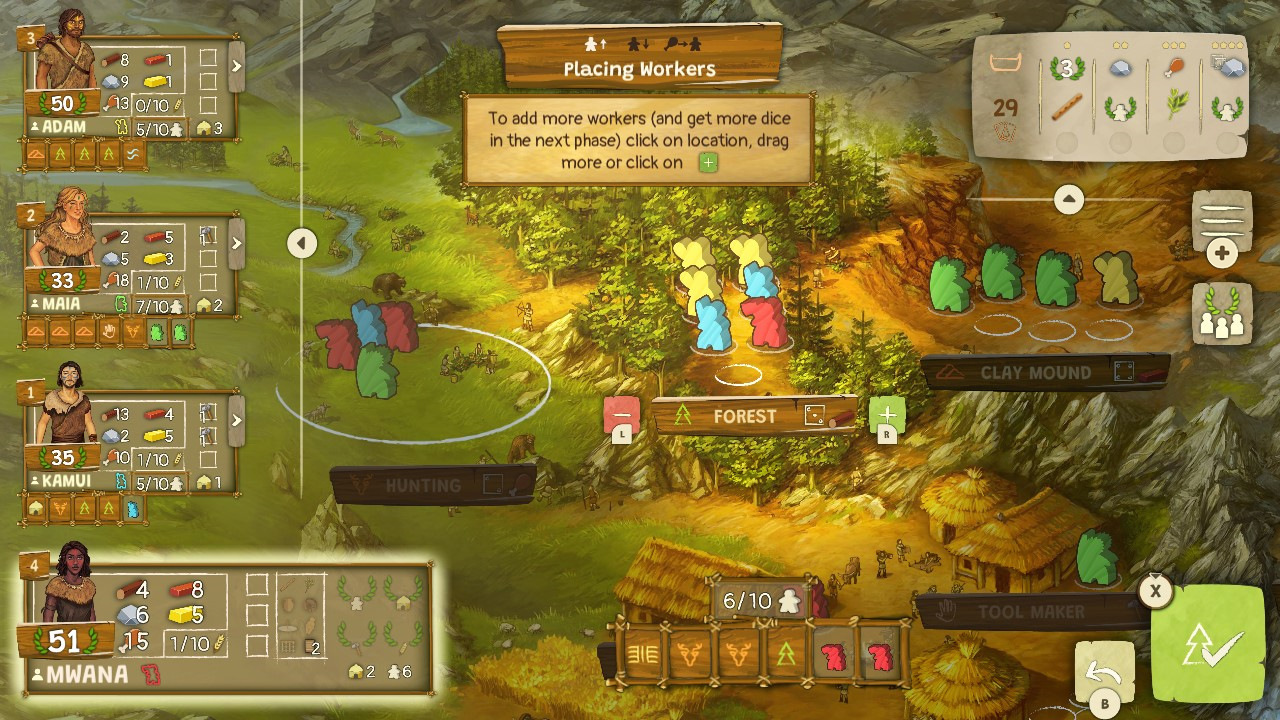 3
8
1
9
1
50
13
0/10
ADAM
5/10
3
2
2
5
5
3
33
18
1/10
MAIA
7/10
2
1
13
4
2
5
35
10
1/10
KAMUI
5/10
1
4
4
8
6
5
51
15
1/10
2
MWANA
2
6
Placing Workers
To add more workers (and get more dice
in the next phase) click on location, drag
more or click on +
3
29
CLAY MOUND
FOREST
L
R
HUNTING
6/10
TOOL MAKER
X
B